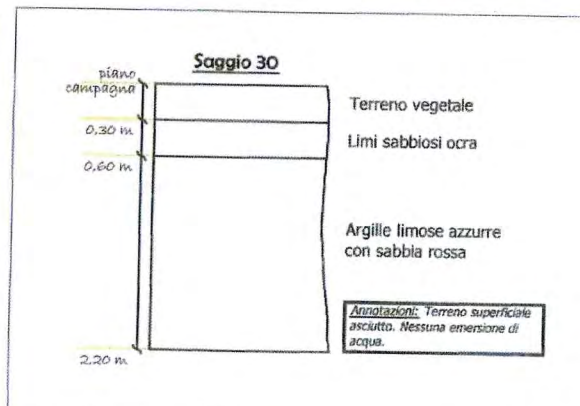 Saggio 30
piano
campagna
Terreno vegetale
0,30 m
Limi sabbiosi ocra
0,60 m
Argille limose azzurre
con sabbia rossa
Annotazioni: Terreno superficiale
asciutto. Nessuna emersione di
acqua.
2,20 m